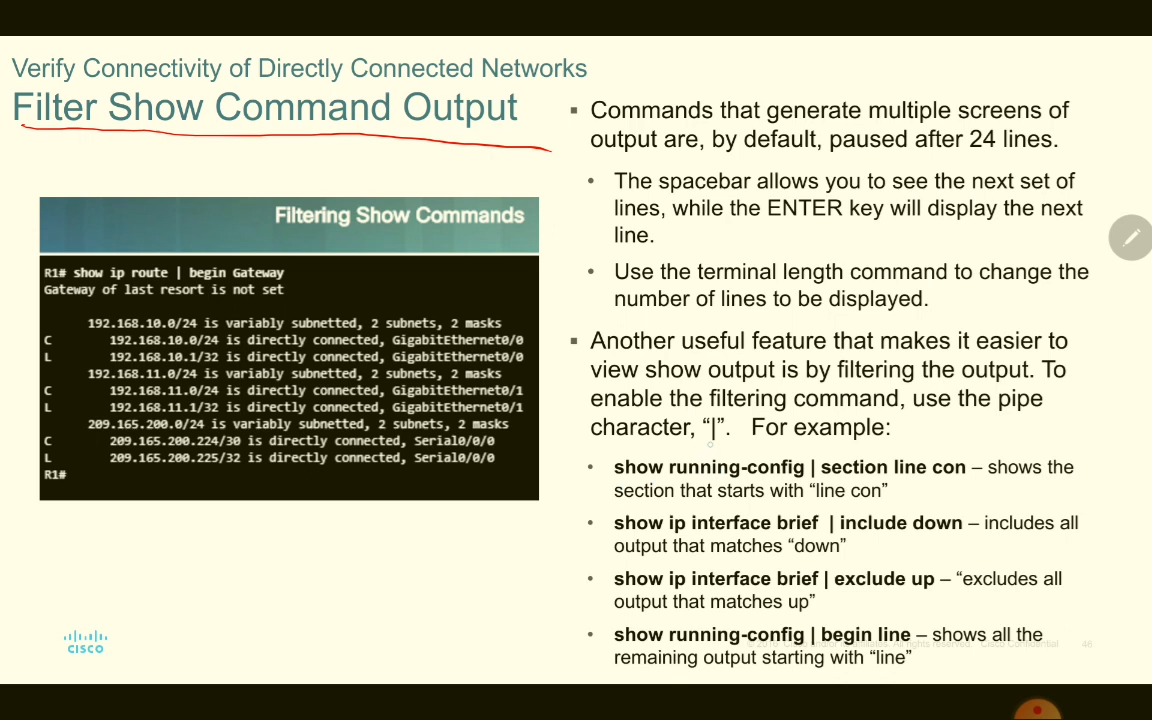 Verify Connectivity of Directly Connected Networks
Filter Show Command Output
Filtering Show Commands
R1# show ip route | begin Gateway
Gateway of last resort is not set
192.168.10.0/24 is variably subnetted, 2 subnets, 2 masks
C 192.168.10.0/24 is directly connected, GigabitEthernet0/0
L 192.168.10.1/32 is directly connected, GigabitEthernet0/0
192.168.11.0/24 is variably subnetted, 2 subnets, 2 masks
C 192.168.11.0/24 is directly connected, GigabitEthernet0/1
L 192.168.11.1/32 is directly connected, GigabitEthernet0/1
209.165.200.0/24 is variably subnetted, 2 subnets, 2 masks
C 209.165.200.224/30 is directly connected, Serial0/0/0
L 209.165.200.225/32 is directly connected, Serial0/0/0
R1#
▪ Commands that generate multiple screens of
output are, by default, paused after 24 lines.
• The spacebar allows you to see the next set of
lines, while the ENTER key will display the next
line.
• Use the terminal length command to change the
number of lines to be displayed.
▪ Another useful feature that makes it easier to
view show output is by filtering the output. To
enable the filtering command, use the pipe
character, “|”. For example:
• show running-config | section line con – shows the
section that starts with “line con”
• show ip interface brief | include down – includes all
output that matches “down”
• show ip interface brief | exclude up – “excludes all
output that matches up”
• show running-config | begin line – shows all the
remaining output starting with “line”
CISCO
All rights reserved. Cisco Confidential 46